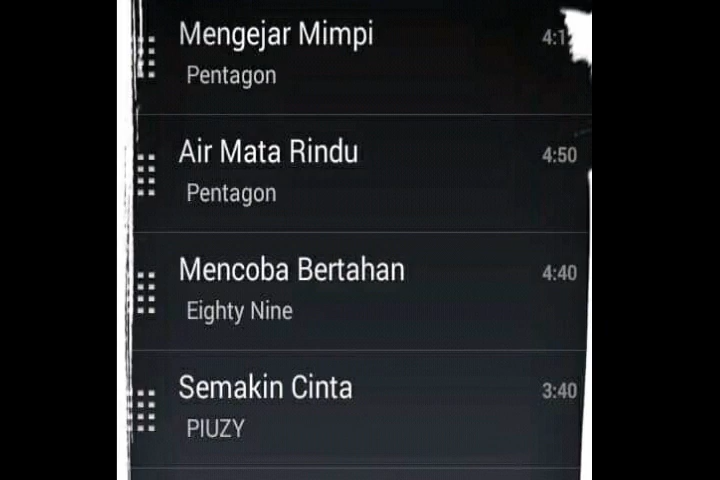 Mengejar Mimpi
Pentagon
Air Mata Rindu
4:50
Pentagon
Mencoba Bertahan
4:40
Eighty Nine
Semakin Cinta
3:40
PIUZY